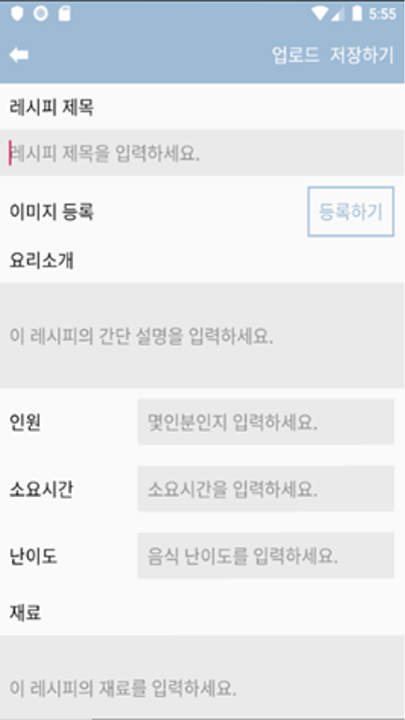 5:55
업로드 저장하기
레시피 제목
레시피 제목을 입력하세요.
이미지 등록 등록하기
요리소개
이 레시피의 간단 설명을 입력하세요.
인원 몇인분인지 입력하세요.
소요시간 소요시간을 입력하세요.
난이도 음식 난이도를 입력하세요.
재료
이 레시피의 재료를 입력하세요.